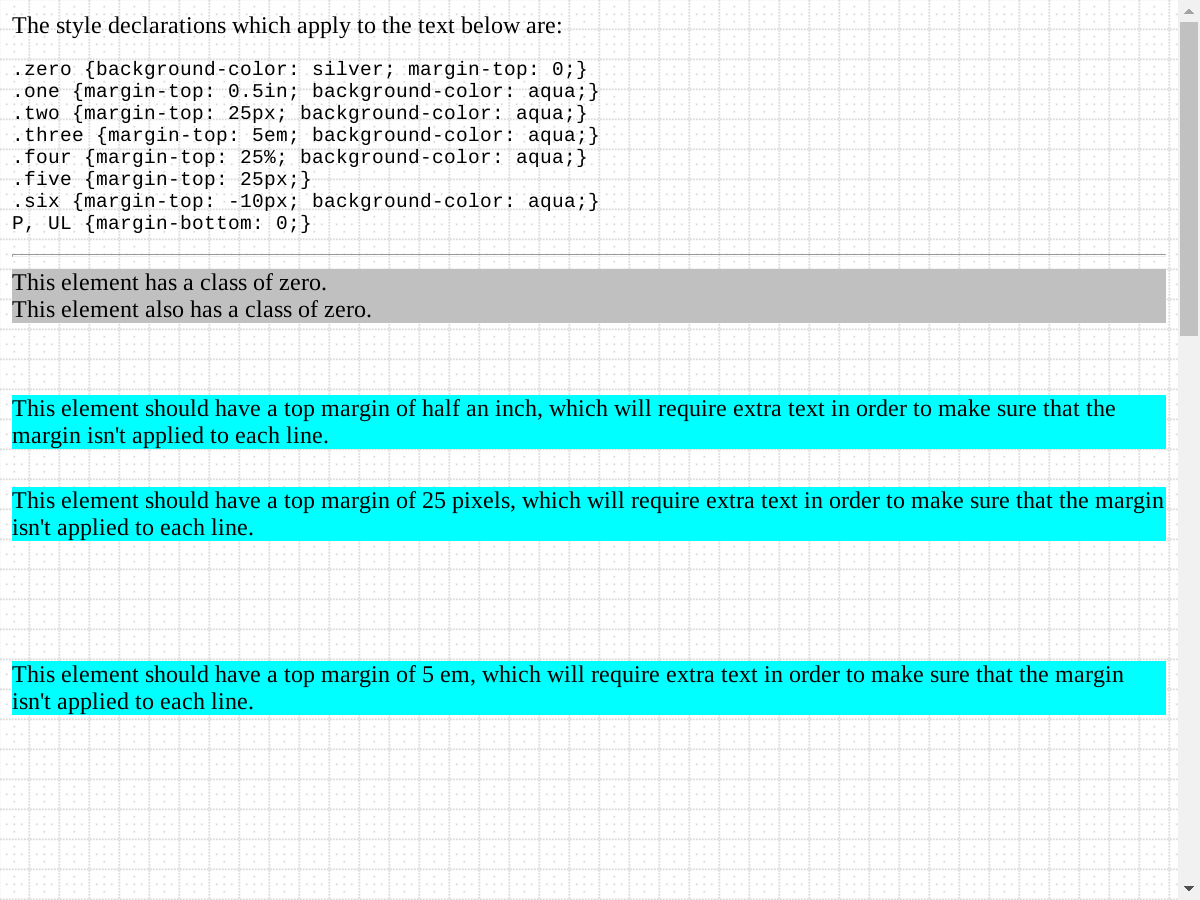 The style declarations which apply to the text below are:
.zero {background-color: silver; margin-top: 0;}
.one {margin-top: 0.5in; background-color: aqua;}
.two {margin-top: 25px; background-color: aqua;}
.three {margin-top: 5em; background-color: aqua;}
.four {margin-top: 25%; background-color: aqua;}
.five {margin-top: 25px;}
.six {margin-top: -10px; background-color: aqua;}
P, UL {margin-bottom: 0;}
This element has a class of zero.
This element also has a class of zero.
This element should have a top margin of half an inch, which will require extra text in order to make sure that the
margin isn't applied to each line.
This element should have a top margin of 25 pixels, which will require extra text in order to make sure that the margin
isn't applied to each line.
This element should have a top margin of 5 em, which will require extra text in order to make sure that the margin
isn't applied to each line.